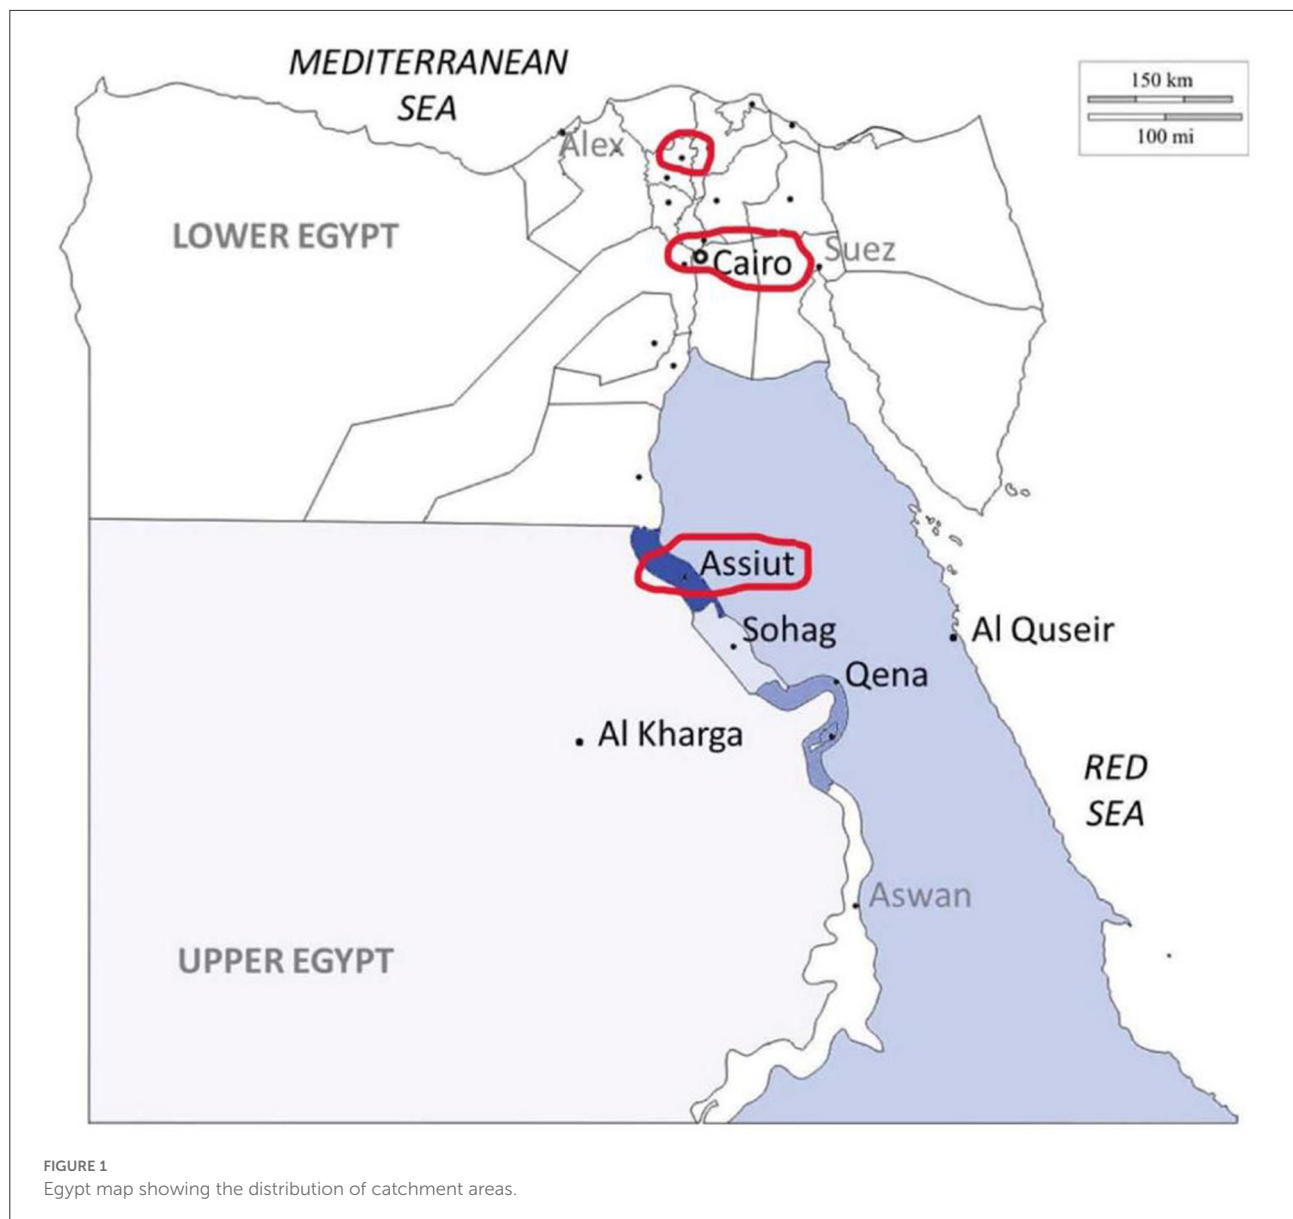 MEDITERRANEAN
SEA
150 km
100 mi
Alex
LOWER EGYPT
Cairo
Suez
Assiut
Sohag
Al Quseir
Qena
Al Kharga
RED
SEA
Aswan
UPPER EGYPT
FIGURE 1
Egypt map showing the distribution of catchment areas.